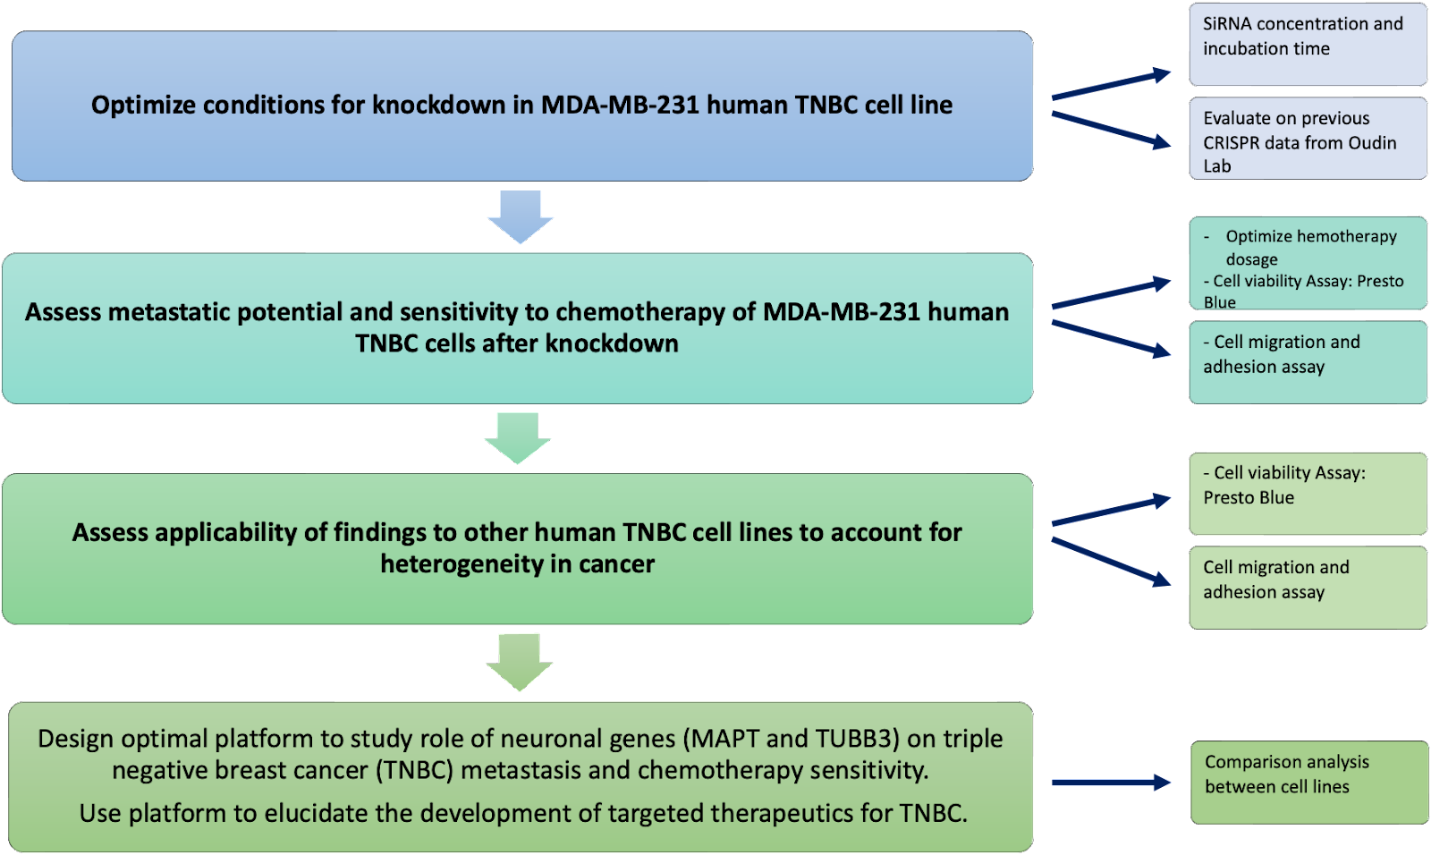 Optimize conditions for knockdown in MDA-MB-231 human TNBC cell line
SiRNA concentration and
incubation time
Evaluate on previous
CRISPR data from Oudin
Lab
Assess metastatic potential and sensitivity to chemotherapy of MDA-MB-231 human
TNBC cells after knockdown
- Optimize hemotherapy
dosage
- Cell viability Assay: Presto
Blue
- Cell migration and
adhesion assay
Assess applicability of findings to other human TNBC cell lines to account for
heterogeneity in cancer
- Cell viability Assay:
Presto Blue
Cell migration and
adhesion assay
Design optimal platform to study role of neuronal genes (MAPT and TUBB3) on triple
negative breast cancer (TNBC) metastasis and chemotherapy sensitivity.
Use platform to elucidate the development of targeted therapeutics for TNBC.
Comparison analysis
between cell lines